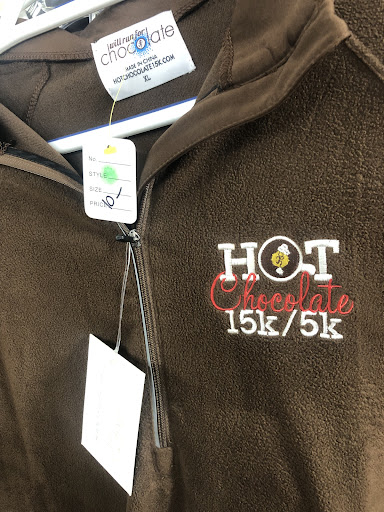 i will run for
chocolate
MADE IN CHINA
HOTCHOCOLATE15K.COM
XL
No.
STYLE
SIZE
PRICE
HOT
Chocolate
15k/5k